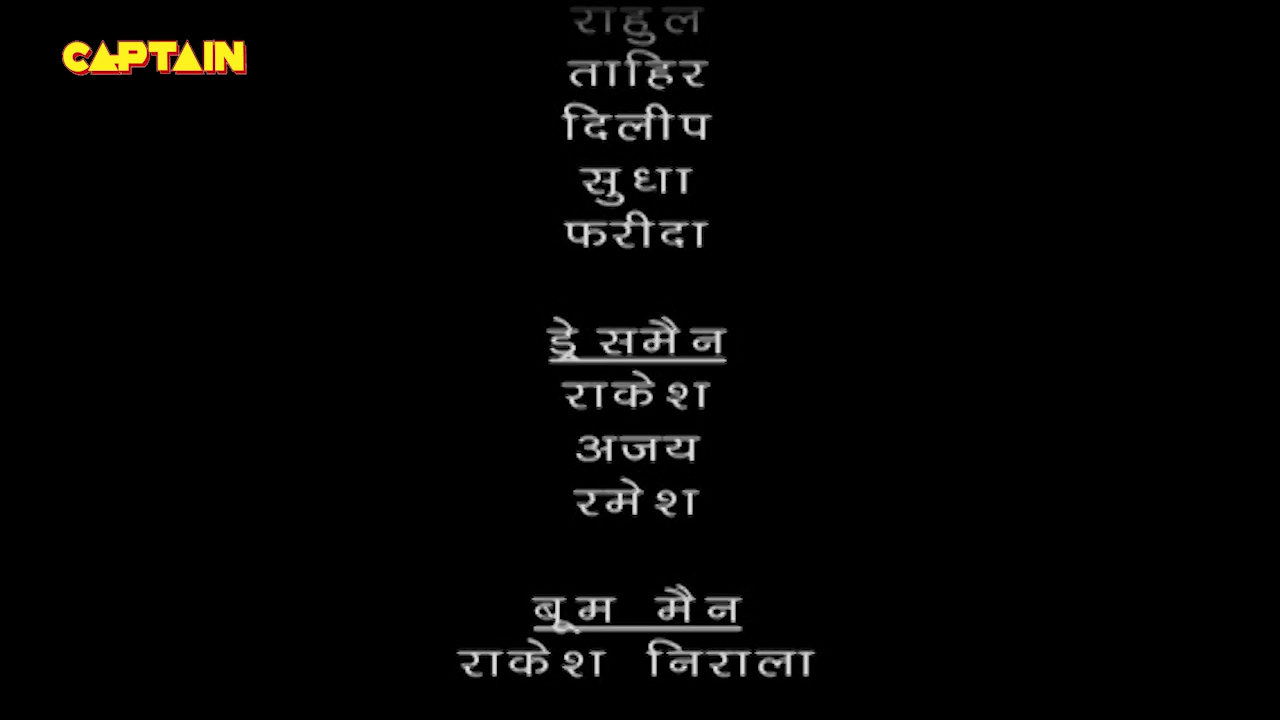 CAPTAIN
राहुल
ताहिर
दिलीप
सुधा
फरीदा
ड्रेसमैन
राकेश
अजय
रमेश
बूम मैन
राकेश निराला